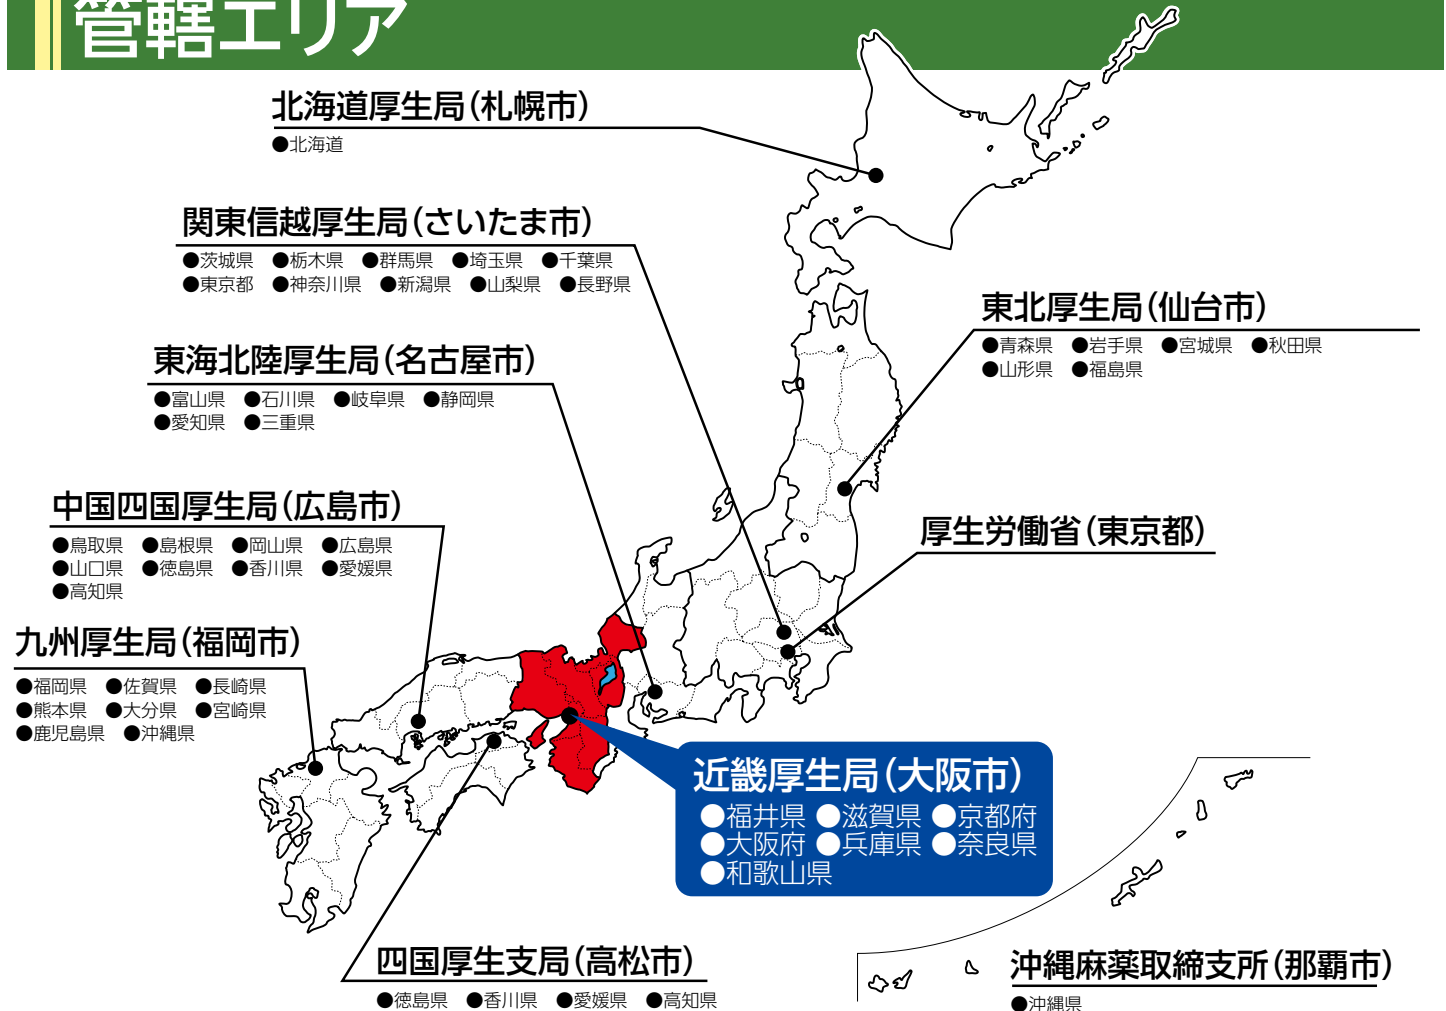 管轄エリア
北海道厚生局(札幌市)
●北海道
関東信越厚生局(さいたま市)
●茨城県 ●栃木県 ●群馬県 ●埼玉県 ●千葉県
●東京都 ●神奈川県 ●新潟県 ●山梨県 ●長野県
東北厚生局(仙台市)
●青森県 ●岩手県 ●宮城県 ●秋田県
●山形県 ●福島県
東海北陸厚生局(名古屋市)
●富山県 ●石川県 ●岐阜県 ●静岡県
●愛知県 ●三重県
中国四国厚生局(広島市)
●鳥取県 ●島根県 ●岡山県 ●広島県
●山口県 ●徳島県 ●香川県 ●愛媛県
●高知県
厚生労働省(東京都)
九州厚生局(福岡市)
●福岡県 ●佐賀県 ●長崎県
●熊本県 ●大分県 ●宮崎県
●鹿児島県 ●沖縄県
近畿厚生局(大阪市)
●福井県 ●滋賀県 ●京都府
●大阪府 ●兵庫県 ●奈良県
●和歌山県
四国厚生支局(高松市)
●徳島県 ●香川県 ●愛媛県 ●高知県
沖縄麻薬取締支所(那覇市)
●沖縄県